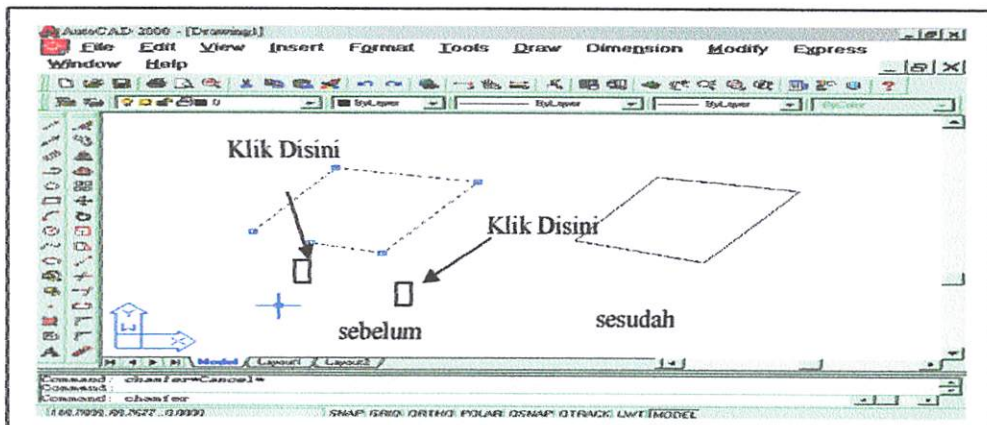 AutoCAD 2000 - [Drawing1]
File Edit View Insert Format Tools Draw Dimension Modify Express
Window Help
0 ByLayer ByLayer ByLayer ByColor
Klik Disini
Klik Disini
sebelum
sesudah
Y
W
X
Model Layout1 Layout2
Command: chamfer*Cancel*
Command:
Command: chamfer
SNAP GRID ORTHO POLAR OSNAP OTRACK LWT MODEL